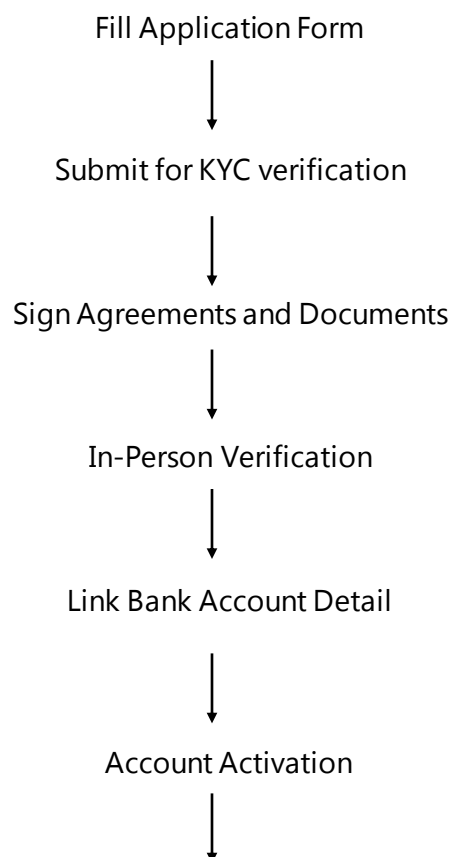 Fill Application Form
Submit for KYC verification
Sign Agreements and Documents
In-Person Verification
Link Bank Account Detail
Account Activation